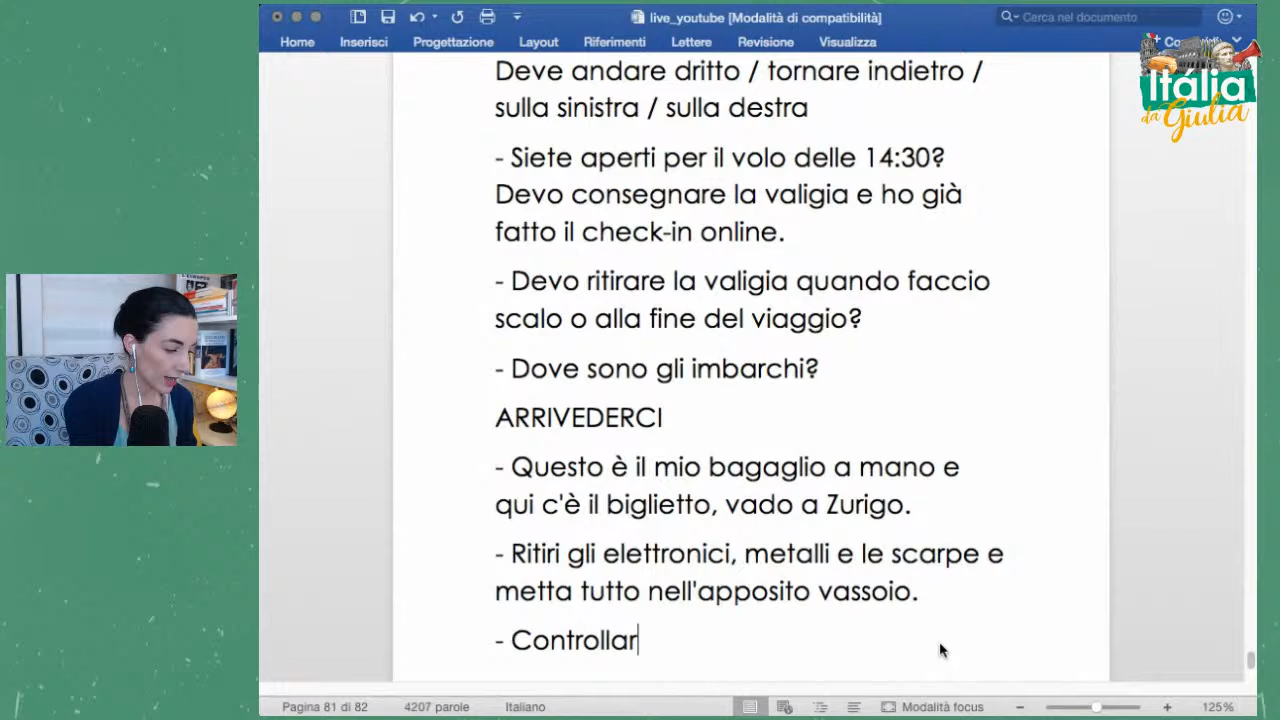 live_youtube [Modalità di compatibilità]
Cerca nel documento
Home Inserisci Progettazione Layout Riferimenti Lettere Revisione Visualizza
Itália
da Giulia
Deve andare dritto / tornare indietro /
sulla sinistra / sulla destra
- Siete aperti per il volo delle 14:30?
Devo consegnare la valigia e ho già
fatto il check-in online.
- Devo ritirare la valigia quando faccio
scalo o alla fine del viaggio?
- Dove sono gli imbarchi?
ARRIVEDERCI
- Questo è il mio bagaglio a mano e
qui c'è il biglietto, vado a Zurigo.
- Ritiri gli elettronici, metalli e le scarpe e
metta tutto nell'apposito vassoio.
- Controllar
Pagina 81 di 82 4207 parole Italiano Modalità focus 125%